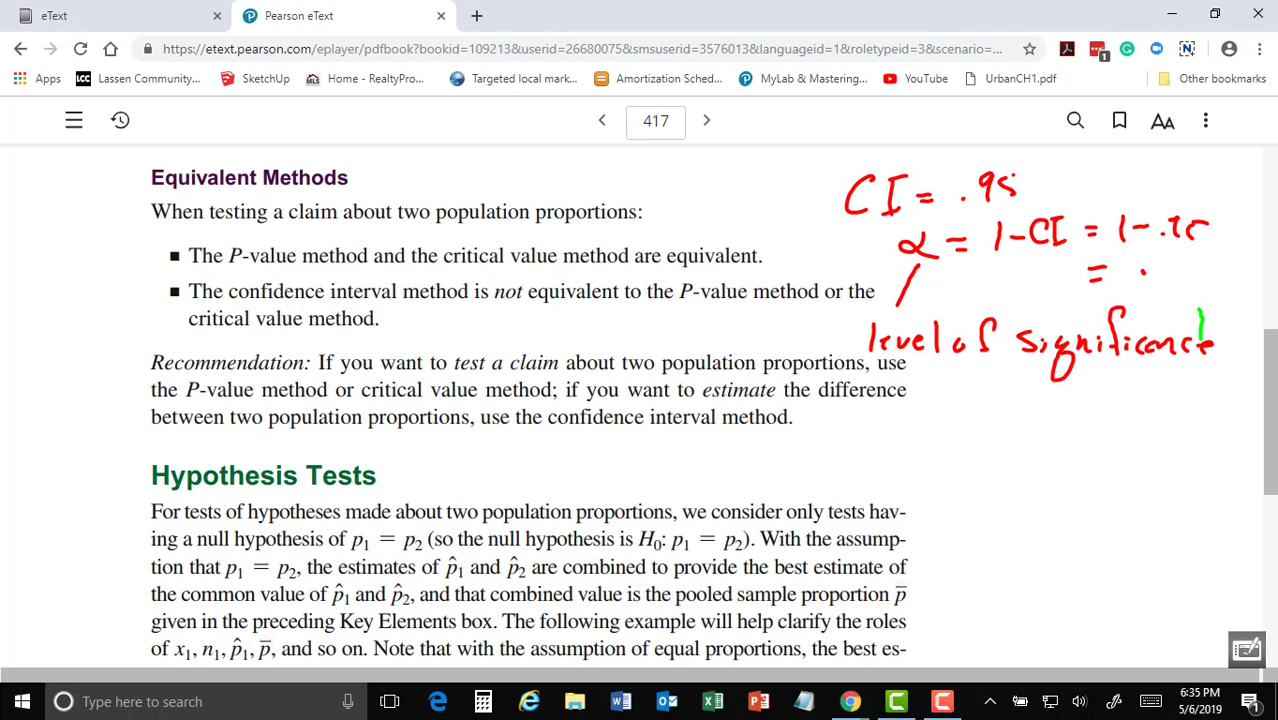 eText
Pearson eText
https://etext.pearson.com/eplayer/pdfbook?bookid=109213&userid=26680075&smsuserid=3576013&languageid=1&roletypeid=3&scenario=...
Apps
Lassen Community...
SketchUp
Home - RealtyPro...
Targeted local mark...
Amortization Sched...
MyLab & Mastering...
YouTube
UrbanCH1.pdf
Other bookmarks
417
Equivalent Methods
When testing a claim about two population proportions:
■ The P-value method and the critical value method are equivalent.
■ The confidence interval method is not equivalent to the P-value method or the
critical value method.
Recommendation: If you want to test a claim about two population proportions, use
the P-value method or critical value method; if you want to estimate the difference
between two population proportions, use the confidence interval method.
CI = .95
α = 1-CI = 1-.95
= .
level of significance
Hypothesis Tests
For tests of hypotheses made about two population proportions, we consider only tests hav-
ing a null hypothesis of p₁ = p₂ (so the null hypothesis is H₀: p₁ = p₂). With the assump-
tion that p₁ = p₂, the estimates of p̂₁ and p̂₂ are combined to provide the best estimate of
the common value of p̂₁ and p̂₂, and that combined value is the pooled sample proportion p̅
given in the preceding Key Elements box. The following example will help clarify the roles
of x₁, n₁, p̂₁, p̅, and so on. Note that with the assumption of equal proportions, the best es-
Type here to search
6:35 PM
5/6/2019